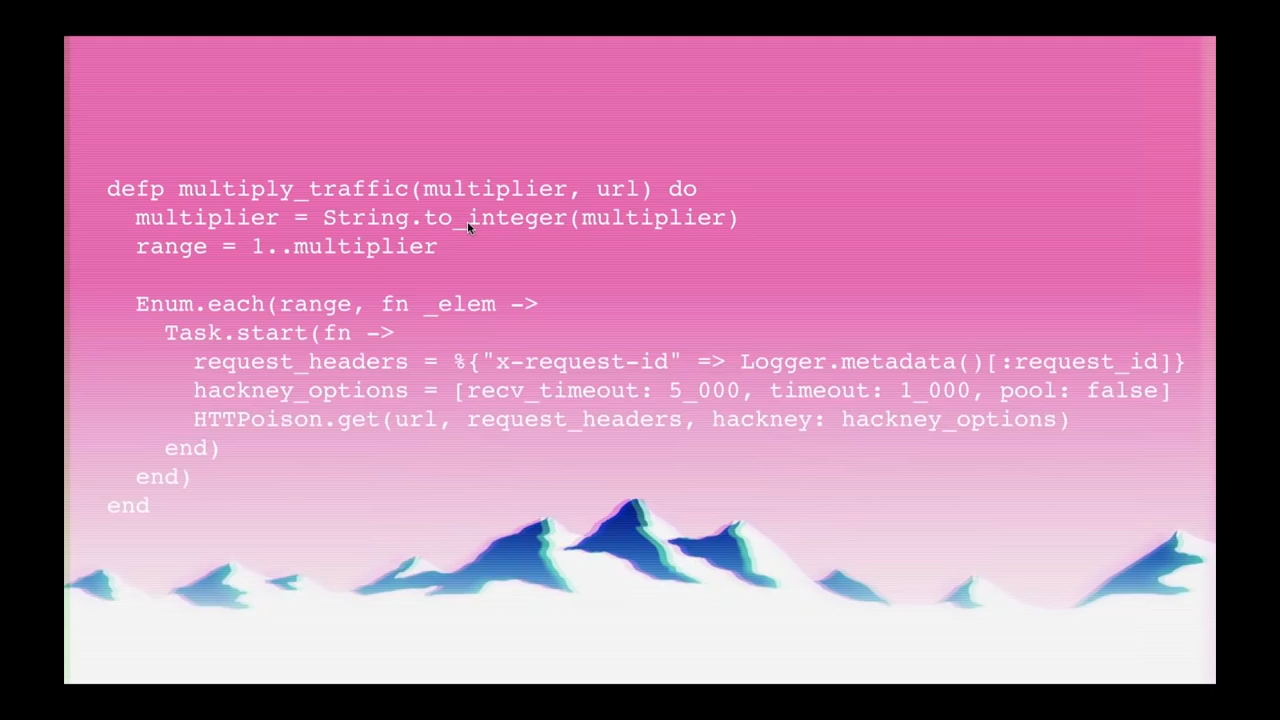 defp multiply_traffic(multiplier, url) do
  multiplier = String.to_integer(multiplier)
  range = 1..multiplier

  Enum.each(range, fn _elem ->
    Task.start(fn ->
      request_headers = %{"x-request-id" => Logger.metadata()[:request_id]}
      hackney_options = [recv_timeout: 5_000, timeout: 1_000, pool: false]
      HTTPoison.get(url, request_headers, hackney: hackney_options)
    end)
  end)
end